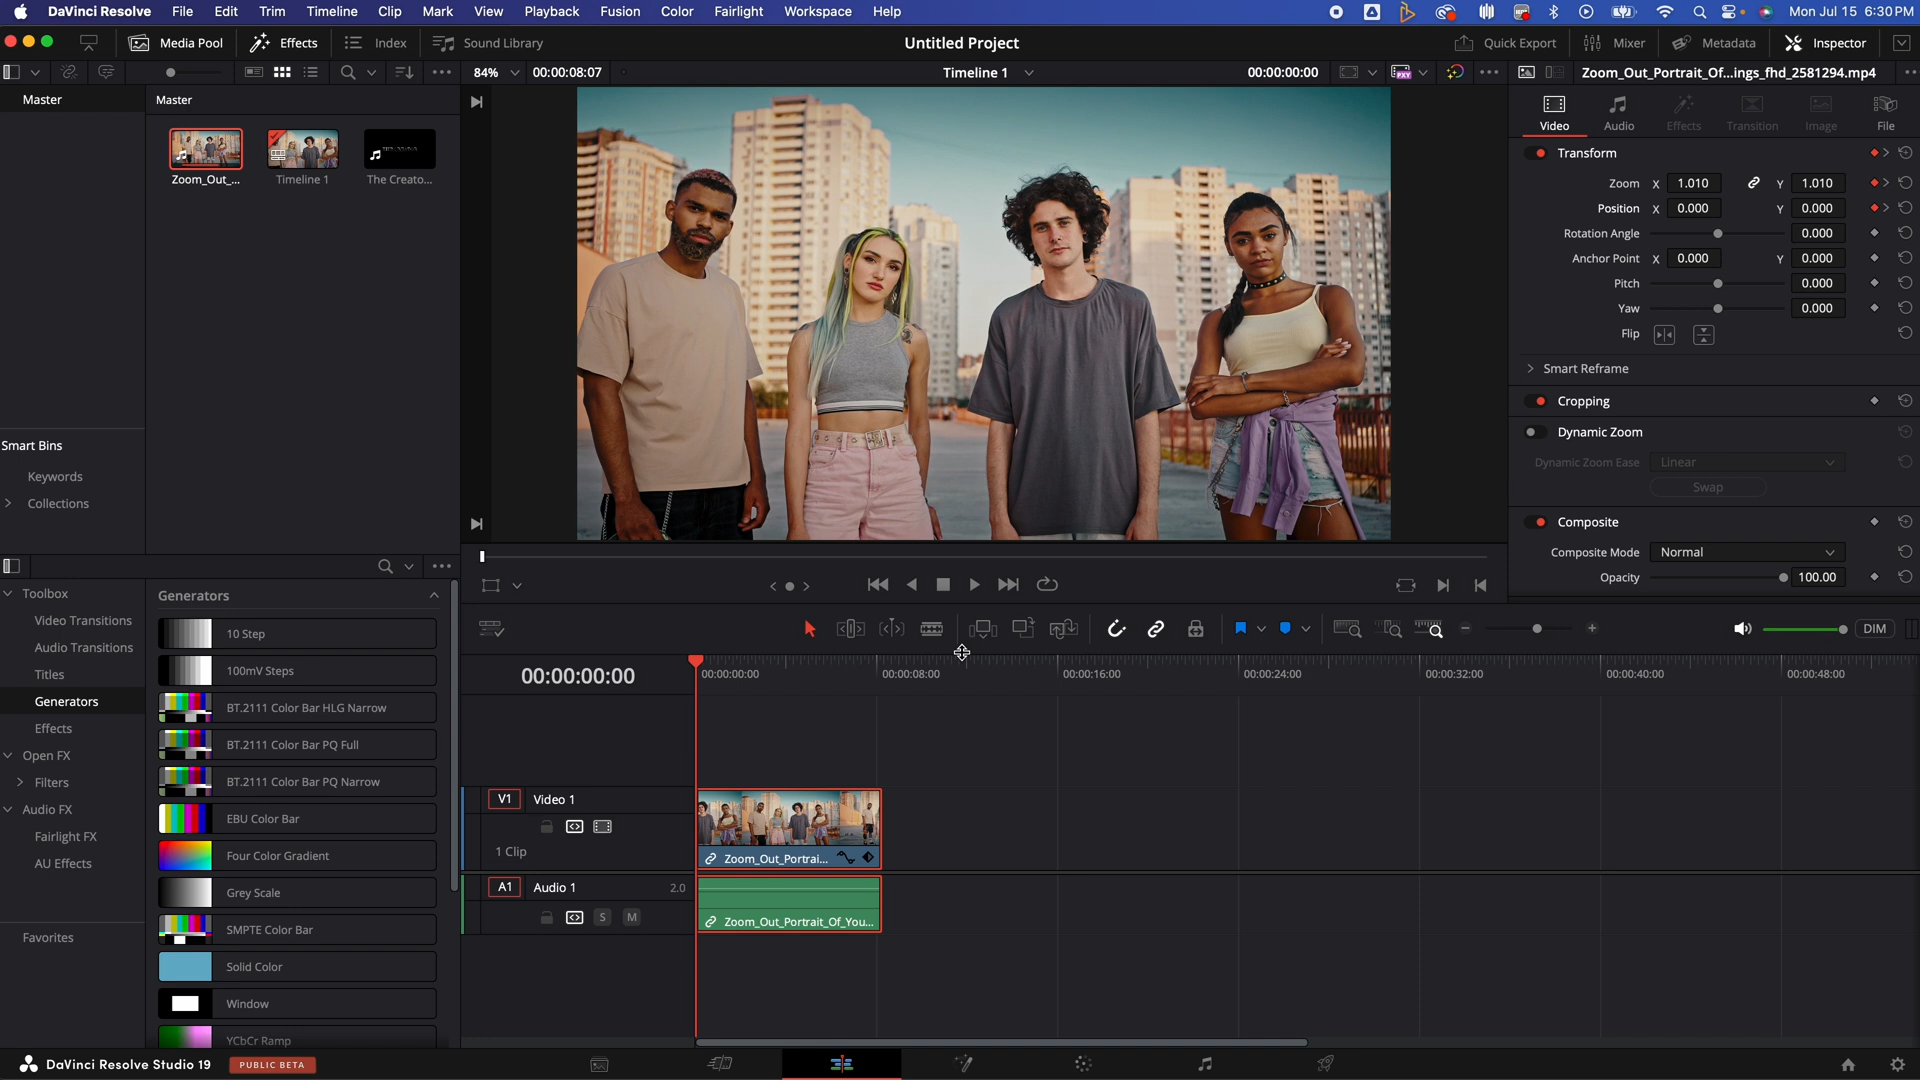 DaVinci Resolve File Edit Trim Timeline Clip Mark View Playback Fusion Color Fairlight Workspace Help Mon Jul 15 6:30 PM
Media Pool Effects Index Sound Library Untitled Project Quick Export Mixer Metadata Inspector
84% 00:00:08:07 Timeline 1 00:00:00:00 PXY Zoom_Out_Portrait_Of...ings_fhd_2581294.mp4
Master Master
Zoom_Out_... Timeline 1 The Creato...
Smart Bins
Keywords
Collections
Video Audio Effects Transition Image File
Transform
Zoom X 1.010 Y 1.010
Position X 0.000 Y 0.000
Rotation Angle 0.000
Anchor Point X 0.000 Y 0.000
Pitch 0.000
Yaw 0.000
Flip
Smart Reframe
Cropping
Dynamic Zoom
Dynamic Zoom Ease Linear
Swap
Composite
Composite Mode Normal
Opacity 100.00
Toolbox
Video Transitions
Audio Transitions
Titles
Generators
Effects
Open FX
Filters
Audio FX
Fairlight FX
AU Effects
Favorites
Generators
10 Step
100mV Steps
BT.2111 Color Bar HLG Narrow
BT.2111 Color Bar PQ Full
BT.2111 Color Bar PQ Narrow
EBU Color Bar
Four Color Gradient
Grey Scale
SMPTE Color Bar
Solid Color
Window
YCbCr Ramp
DIM
00:00:00:00 00:00:00:00 00:00:08:00 00:00:16:00 00:00:24:00 00:00:32:00 00:00:40:00 00:00:48:00
V1 Video 1
1 Clip
Zoom_Out_Portrai...
A1 Audio 1 2.0
S M
Zoom_Out_Portrait_Of_You...
DaVinci Resolve Studio 19 PUBLIC BETA